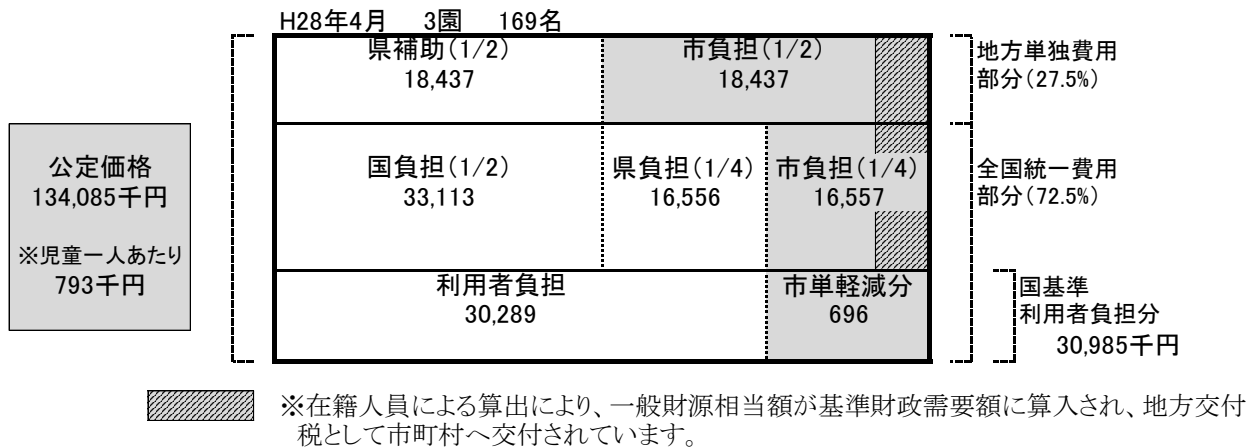 H28年4月　3園　169名
県補助(1/2)
18,437
市負担(1/2)
18,437
地方単独費用
部分(27.5%)
公定価格
134,085千円
※児童一人あたり
793千円
国負担(1/2)
33,113
県負担(1/4)
16,556
市負担(1/4)
16,557
全国統一費用
部分(72.5%)
利用者負担
30,289
市単軽減分
696
国基準
利用者負担分
30,985千円
※在籍人員による算出により、一般財源相当額が基準財政需要額に算入され、地方交付
税として市町村へ交付されています。